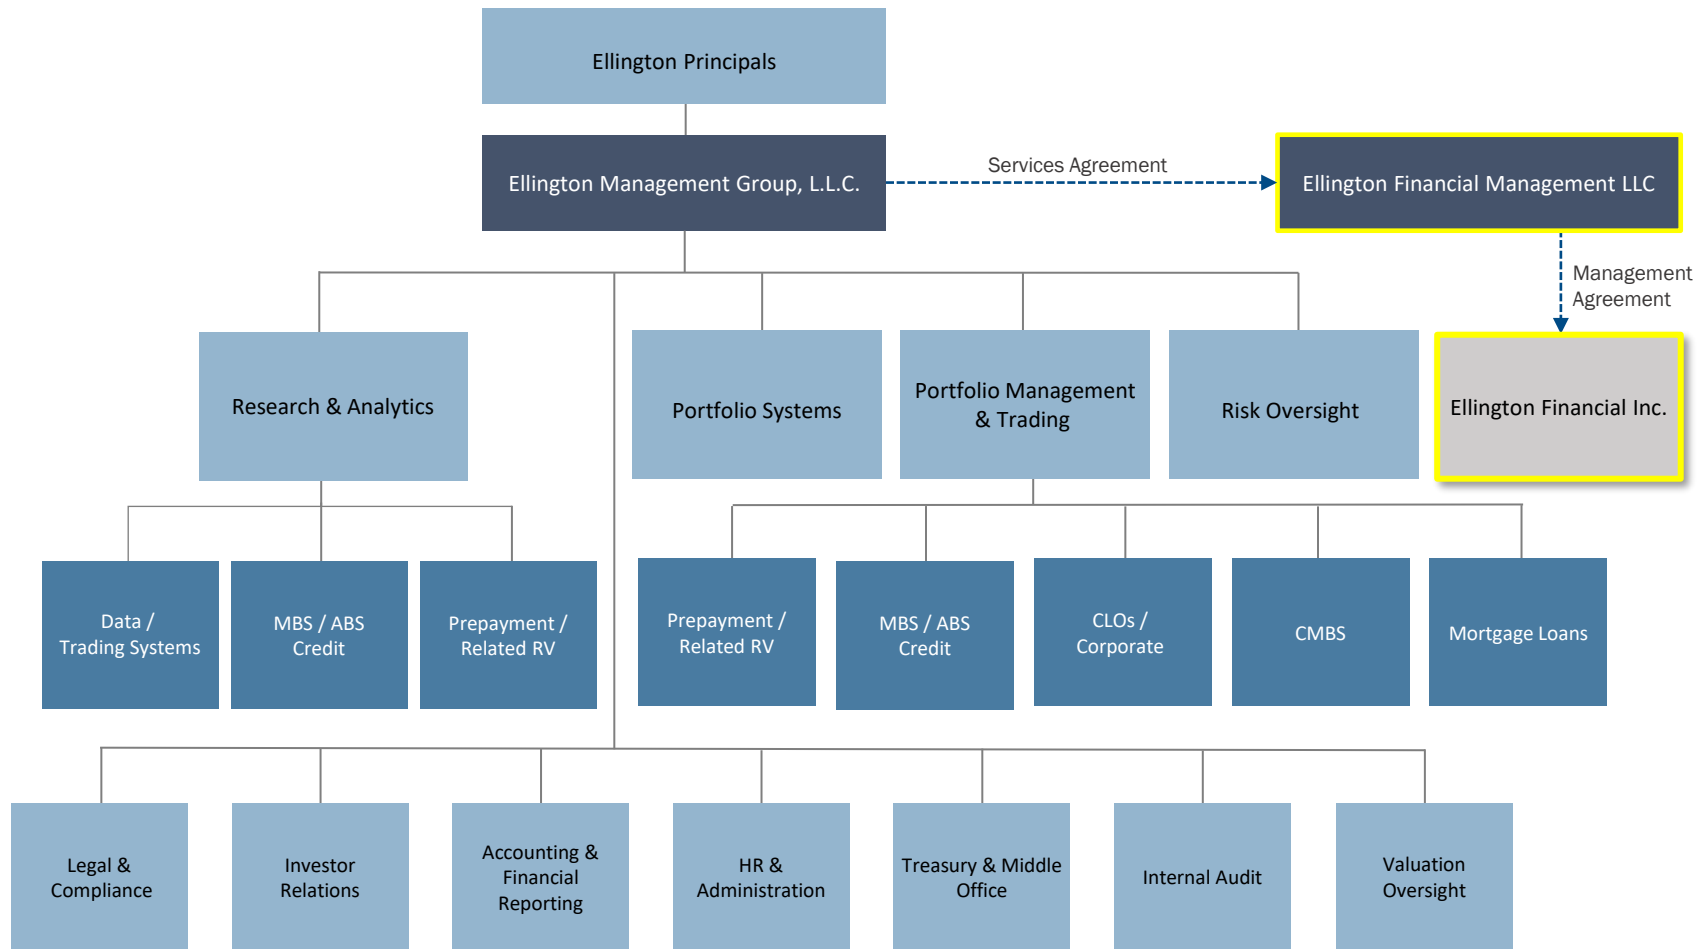 Ellington Principals
Ellington Management Group, L.L.C.
Services Agreement
Ellington Financial Management LLC
Management
Agreement
Research & Analytics
Portfolio Systems
Portfolio Management
& Trading
Risk Oversight
Ellington Financial Inc.
Data /
Trading Systems
MBS / ABS
Credit
Prepayment /
Related RV
Prepayment /
Related RV
MBS / ABS
Credit
CLOs /
Corporate
CMBS
Mortgage Loans
Legal &
Compliance
Investor
Relations
Accounting &
Financial
Reporting
HR &
Administration
Treasury & Middle
Office
Internal Audit
Valuation
Oversight